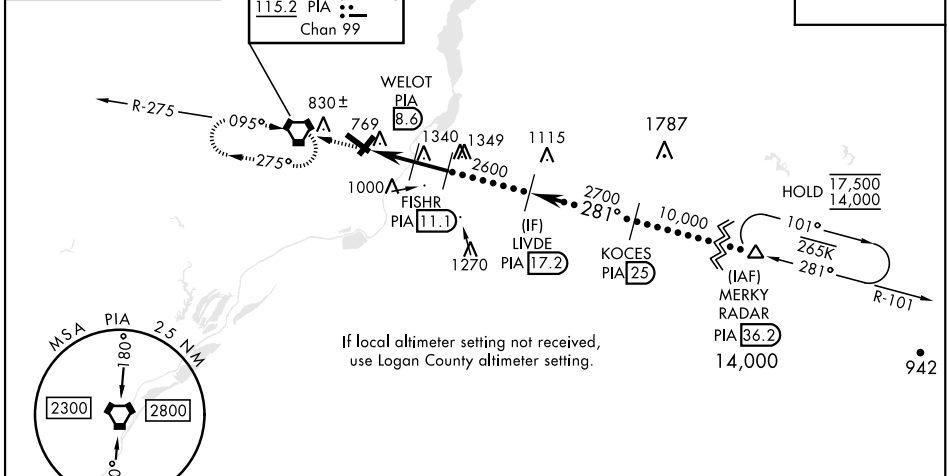 115.2 PIA
Chan 99
R-275
095°
275°
830±
769
WELOT
PIA
8.6
1340
1349
1115
1787
2600
1000
FISHR
PIA 11.1
1270
(IF)
LIVDE
PIA 17.2
2700
281°
10,000
KOCES
PIA 25
HOLD 17,500
14,000
101°
265K
281°
R-101
(IAF)
MERKY
RADAR
PIA 36.2
14,000
942
If local altimeter setting not received,
use Logan County altimeter setting.
MSA PIA 25 NM
180°
2300
2800